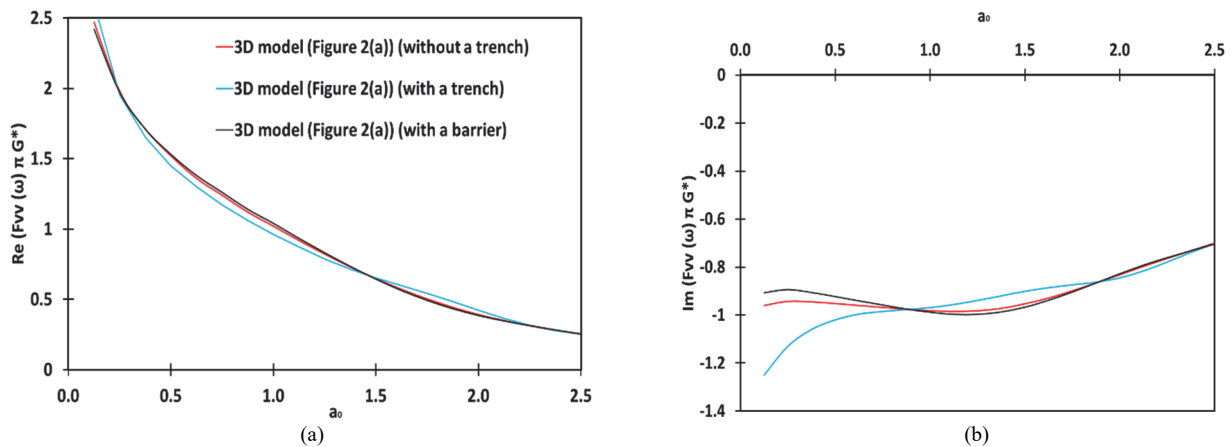 2.5
2
1.5
1
0.5
0
Re (Fvv (ω) π G*)
3D model (Figure 2(a)) (without a trench)
3D model (Figure 2(a)) (with a trench)
3D model (Figure 2(a)) (with a barrier)
0.0 0.5 1.0 1.5 2.0 2.5
a₀
(a)
a₀
0.0 0.5 1.0 1.5 2.0 2.5
0
-0.2
-0.4
-0.6
-0.8
-1
-1.2
-1.4
Im (Fvv (ω) π G*)
(b)